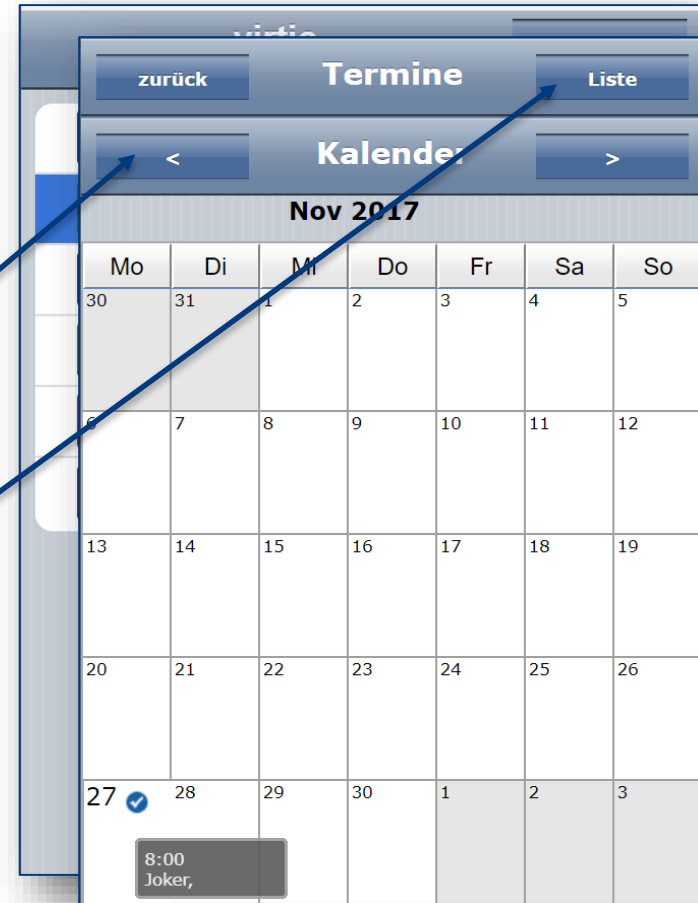 zurück Termine Liste
< Kalender >
Nov 2017
Mo Di Mi Do Fr Sa So
30 31 1 2 3 4 5
6 7 8 9 10 11 12
13 14 15 16 17 18 19
20 21 22 23 24 25 26
27 28 29 30 1 2 3
8:00
Joker,